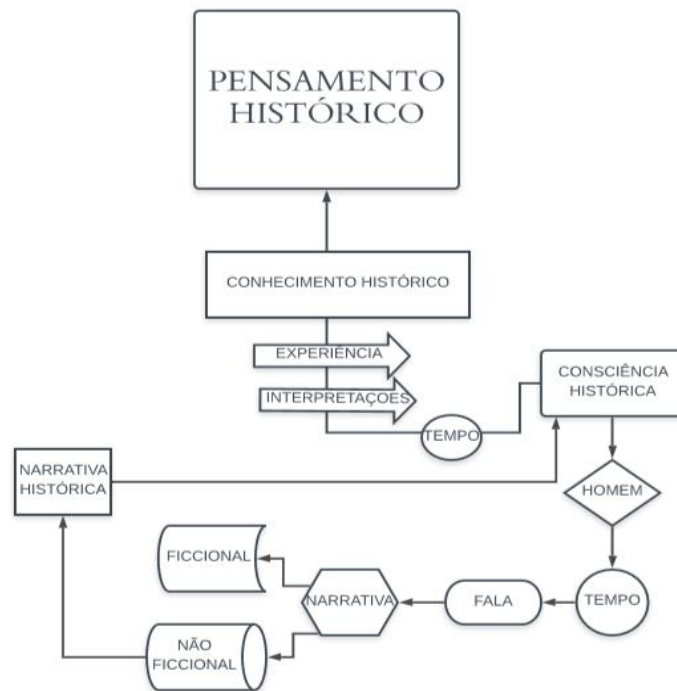 PENSAMENTO
HISTÓRICO
CONHECIMENTO HISTÓRICO
EXPERIÊNCIA
INTERPRETAÇOES
TEMPO
CONSCIÊNCIA
HISTÓRICA
NARRATIVA
HISTÓRICA
HOMEM
FICCIONAL
NARRATIVA
FALA
TEMPO
NÃO
FICCIONAL